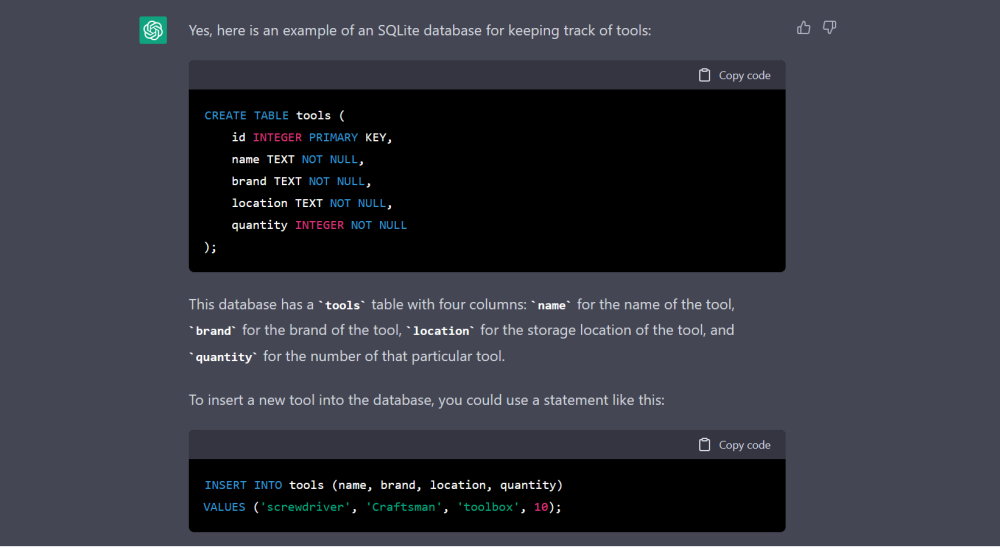 Yes, here is an example of an SQLite database for keeping track of tools:
Copy code
CREATE TABLE tools (
    id INTEGER PRIMARY KEY,
    name TEXT NOT NULL,
    brand TEXT NOT NULL,
    location TEXT NOT NULL,
    quantity INTEGER NOT NULL
);
This database has a `tools` table with four columns: `name` for the name of the tool,
`brand` for the brand of the tool, `location` for the storage location of the tool, and
`quantity` for the number of that particular tool.
To insert a new tool into the database, you could use a statement like this:
Copy code
INSERT INTO tools (name, brand, location, quantity)
VALUES ('screwdriver', 'Craftsman', 'toolbox', 10);